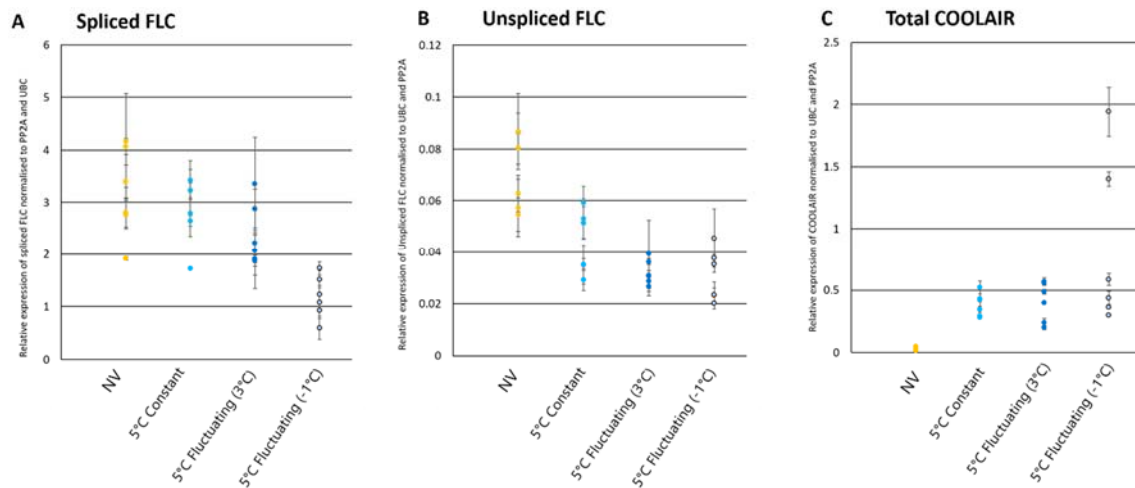 A Spliced FLC
Relative expression of spliced FLC normalised to PP2A and UBC
6
5
4
3
2
1
0
NV
5°C Constant
5°C Fluctuating (3°C)
5°C Fluctuating (-1°C)
B Unspliced FLC
Relative expression of Unspliced FLC normalised to UBC and PP2A
0.12
0.1
0.08
0.06
0.04
0.02
0
NV
5°C Constant
5°C Fluctuating (3°C)
5°C Fluctuating (-1°C)
C Total COOLAIR
Relative expression of COOLAIR normalised to UBC and PP2A
2.5
2
1.5
1
0.5
0
NV
5°C Constant
5°C Fluctuating (3°C)
5°C Fluctuating (-1°C)